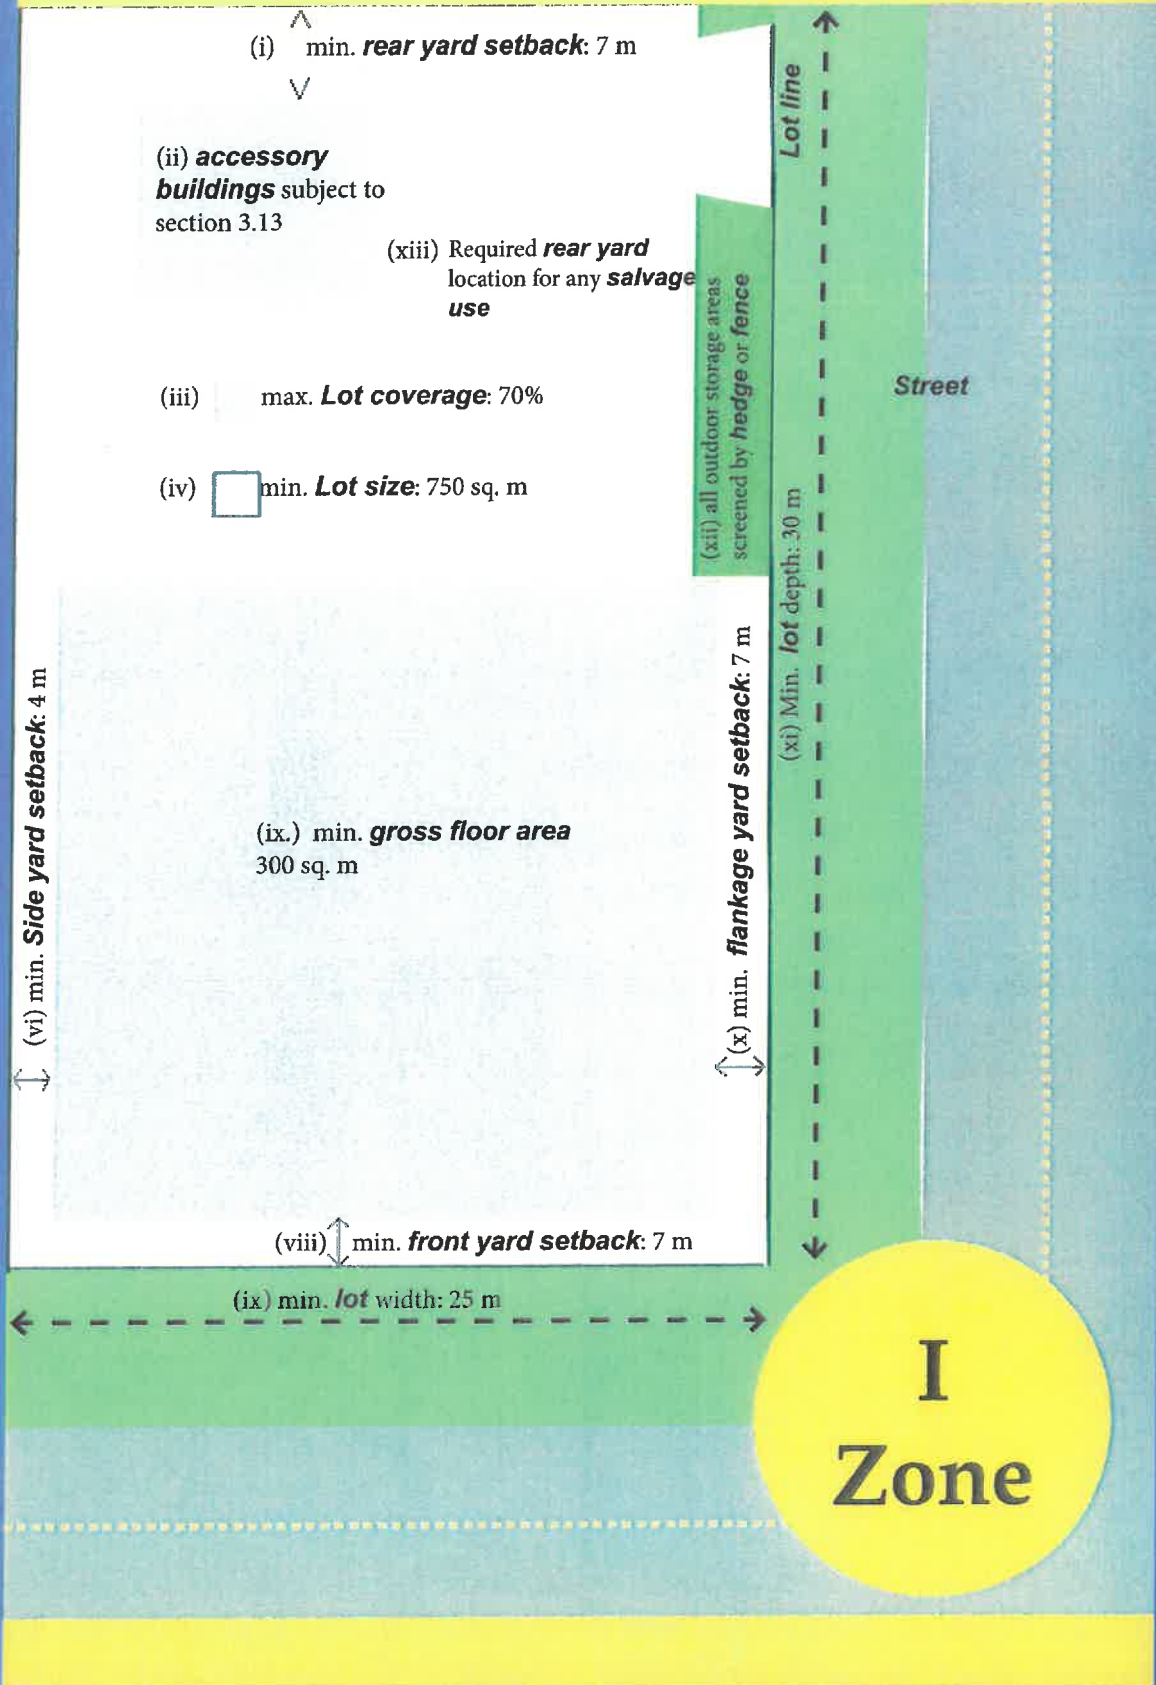 (i) min. rear yard setback: 7 m
(ii) accessory
buildings subject to
section 3.13
(xiii) Required rear yard
location for any salvage
use
(iii) max. Lot coverage: 70%
(iv) min. Lot size: 750 sq. m
(xii) all outdoor storage areas
screened by hedge or fence
Lot line
Street
(xi) Min. lot depth: 30 m
(vi) min. Side yard setback: 4 m
(ix.) min. gross floor area
300 sq. m
(x) min. flankage yard setback: 7 m
(viii) min. front yard setback: 7 m
(ix) min. lot width: 25 m
I
Zone